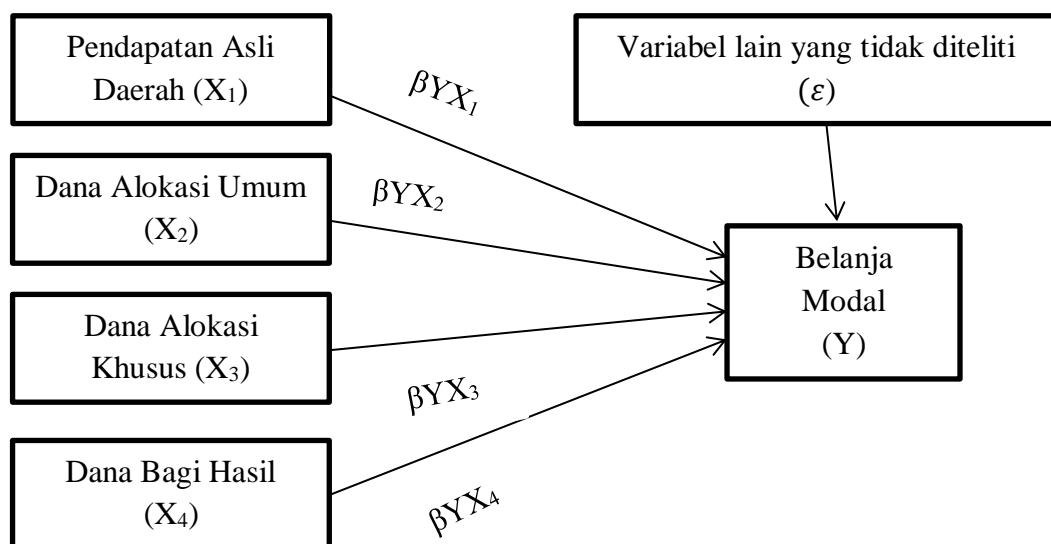 Pendapatan Asli
Daerah (X₁)
βYX₁
Variabel lain yang tidak diteliti
(ε)
Dana Alokasi Umum
(X₂)
βYX₂
Belanja
Modal
(Y)
Dana Alokasi
Khusus (X₃)
βYX₃
Dana Bagi Hasil
(X₄)
βYX₄